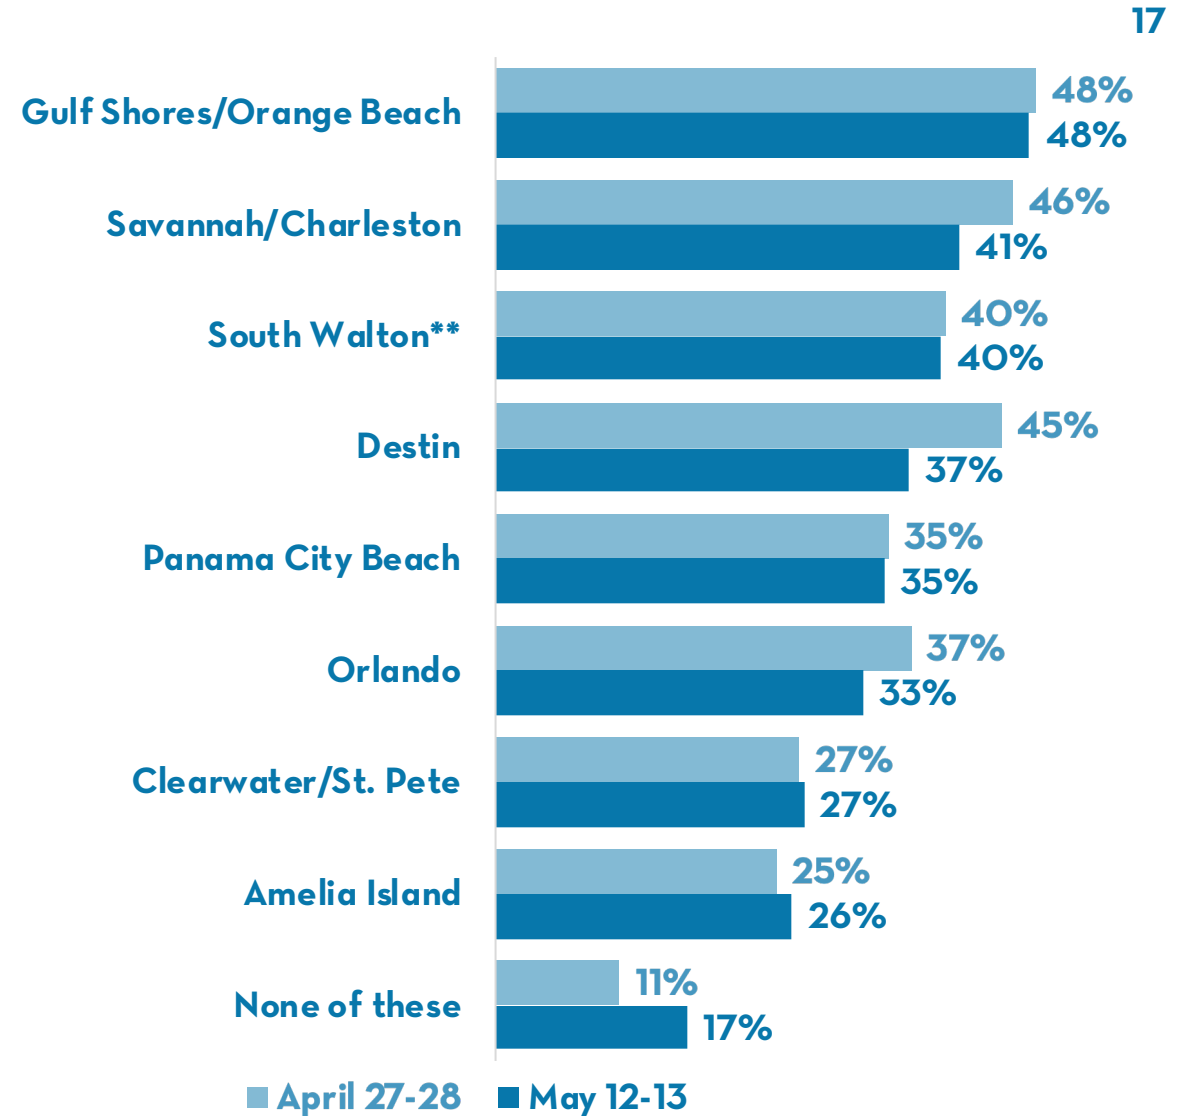 17
Gulf Shores/Orange Beach
48%
48%
Savannah/Charleston
46%
41%
South Walton**
40%
40%
Destin
45%
37%
Panama City Beach
35%
35%
Orlando
37%
33%
Clearwater/St. Pete
27%
27%
Amelia Island
25%
26%
None of these
11%
17%
April 27-28 May 12-13